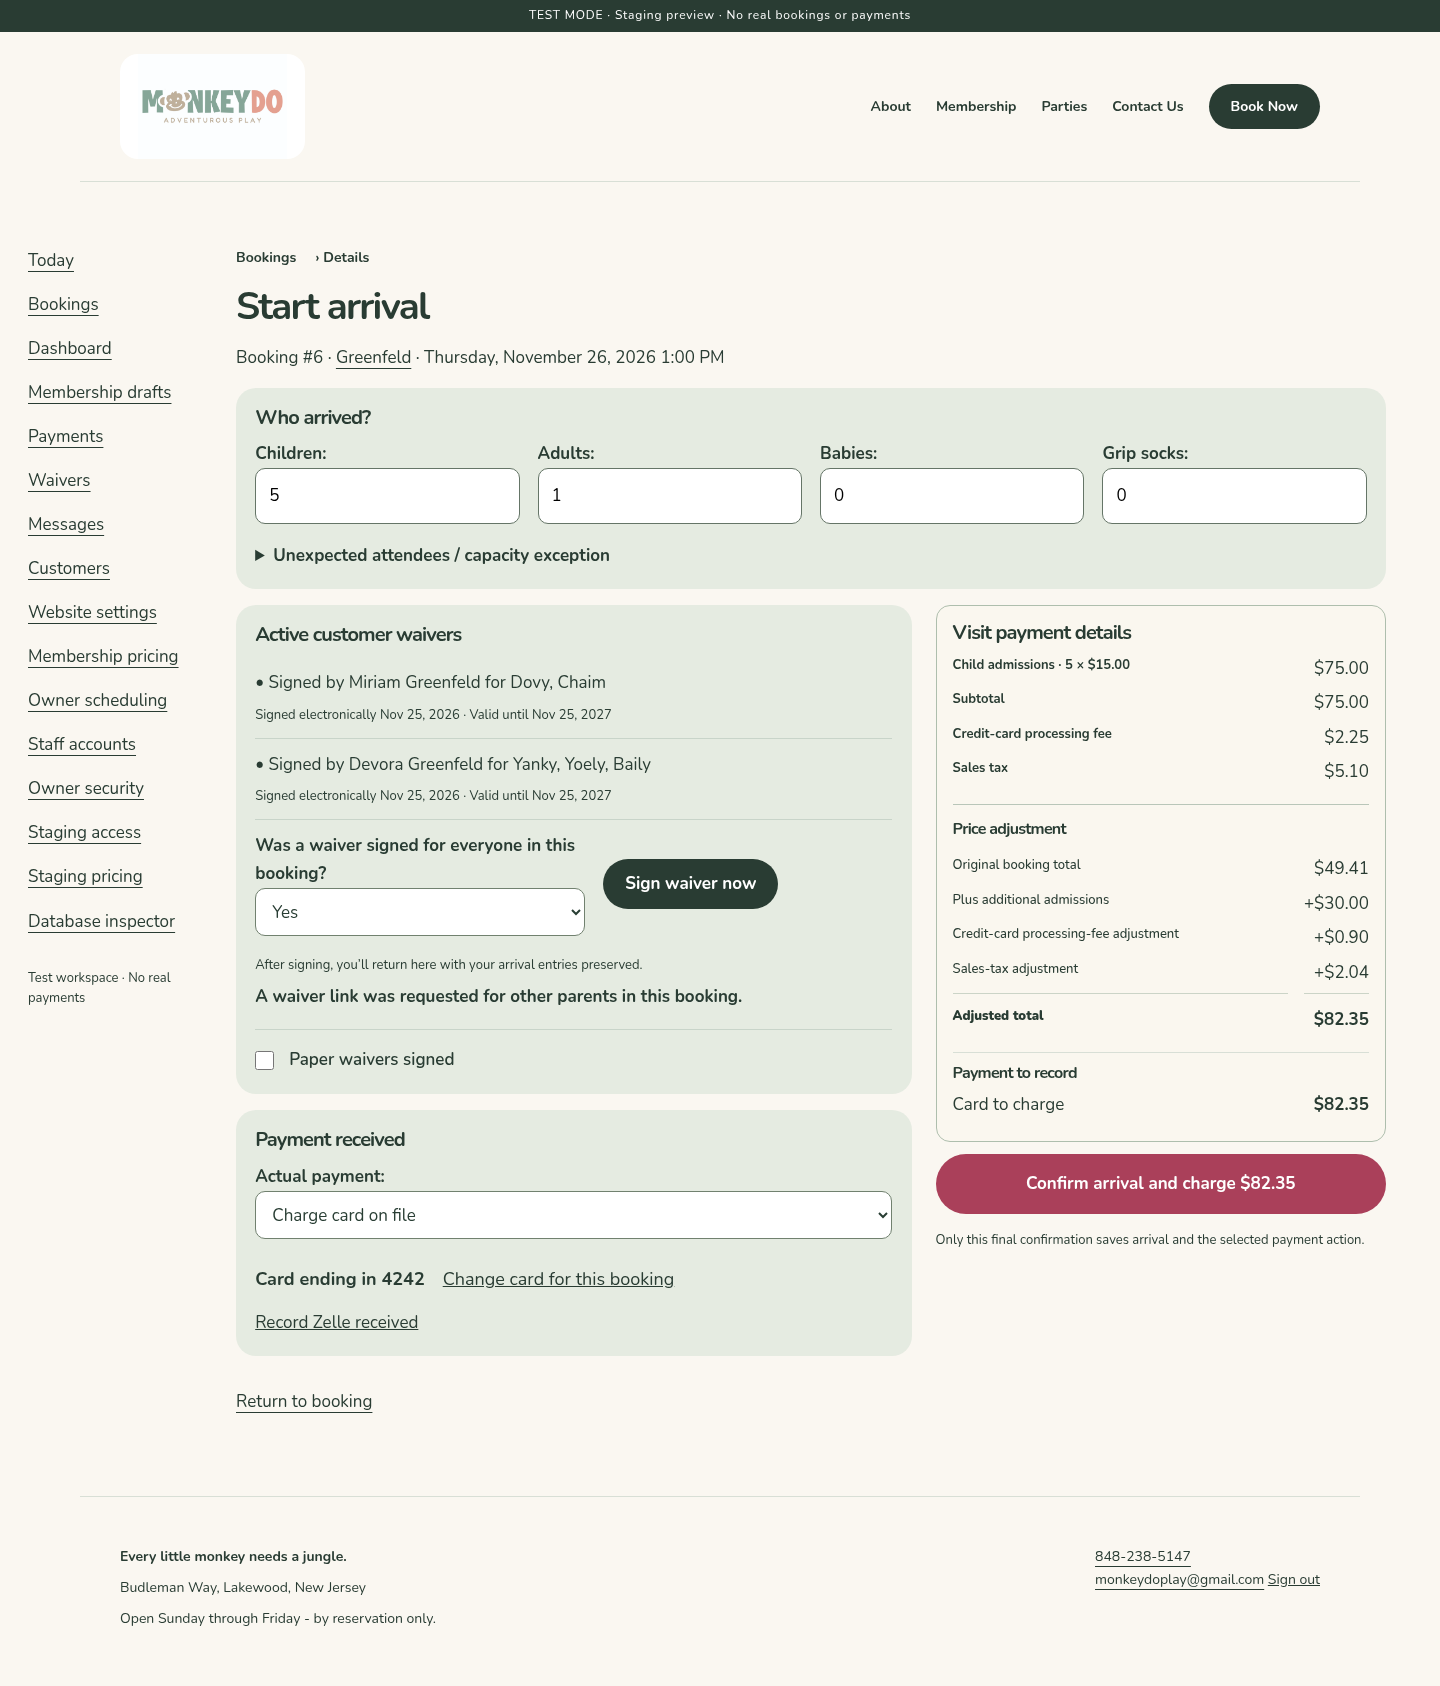 TEST MODE · Staging preview · No real bookings or payments
MONKEYDO
ADVENTUROUS PLAY
About Membership Parties Contact Us Book Now
Today
Bookings
Dashboard
Membership drafts
Payments
Waivers
Messages
Customers
Website settings
Membership pricing
Owner scheduling
Staff accounts
Owner security
Staging access
Staging pricing
Database inspector
Test workspace · No real
payments
Bookings › Details
Start arrival
Booking #6 · Greenfeld · Thursday, November 26, 2026 1:00 PM
Who arrived?
Children: Adults: Babies: Grip socks:
5 1 0 0
Unexpected attendees / capacity exception
Active customer waivers
• Signed by Miriam Greenfeld for Dovy, Chaim
Signed electronically Nov 25, 2026 · Valid until Nov 25, 2027
• Signed by Devora Greenfeld for Yanky, Yoely, Baily
Signed electronically Nov 25, 2026 · Valid until Nov 25, 2027
Was a waiver signed for everyone in this
booking?
Yes
Sign waiver now
After signing, you’ll return here with your arrival entries preserved.
A waiver link was requested for other parents in this booking.
Paper waivers signed
Payment received
Actual payment:
Charge card on file
Card ending in 4242 Change card for this booking
Record Zelle received
Visit payment details
Child admissions · 5 × $15.00 $75.00
Subtotal $75.00
Credit-card processing fee $2.25
Sales tax $5.10
Price adjustment
Original booking total $49.41
Plus additional admissions +$30.00
Credit-card processing-fee adjustment +$0.90
Sales-tax adjustment +$2.04
Adjusted total $82.35
Payment to record
Card to charge $82.35
Confirm arrival and charge $82.35
Only this final confirmation saves arrival and the selected payment action.
Return to booking
Every little monkey needs a jungle.
Budleman Way, Lakewood, New Jersey
Open Sunday through Friday - by reservation only.
848-238-5147
monkeydoplay@gmail.com Sign out